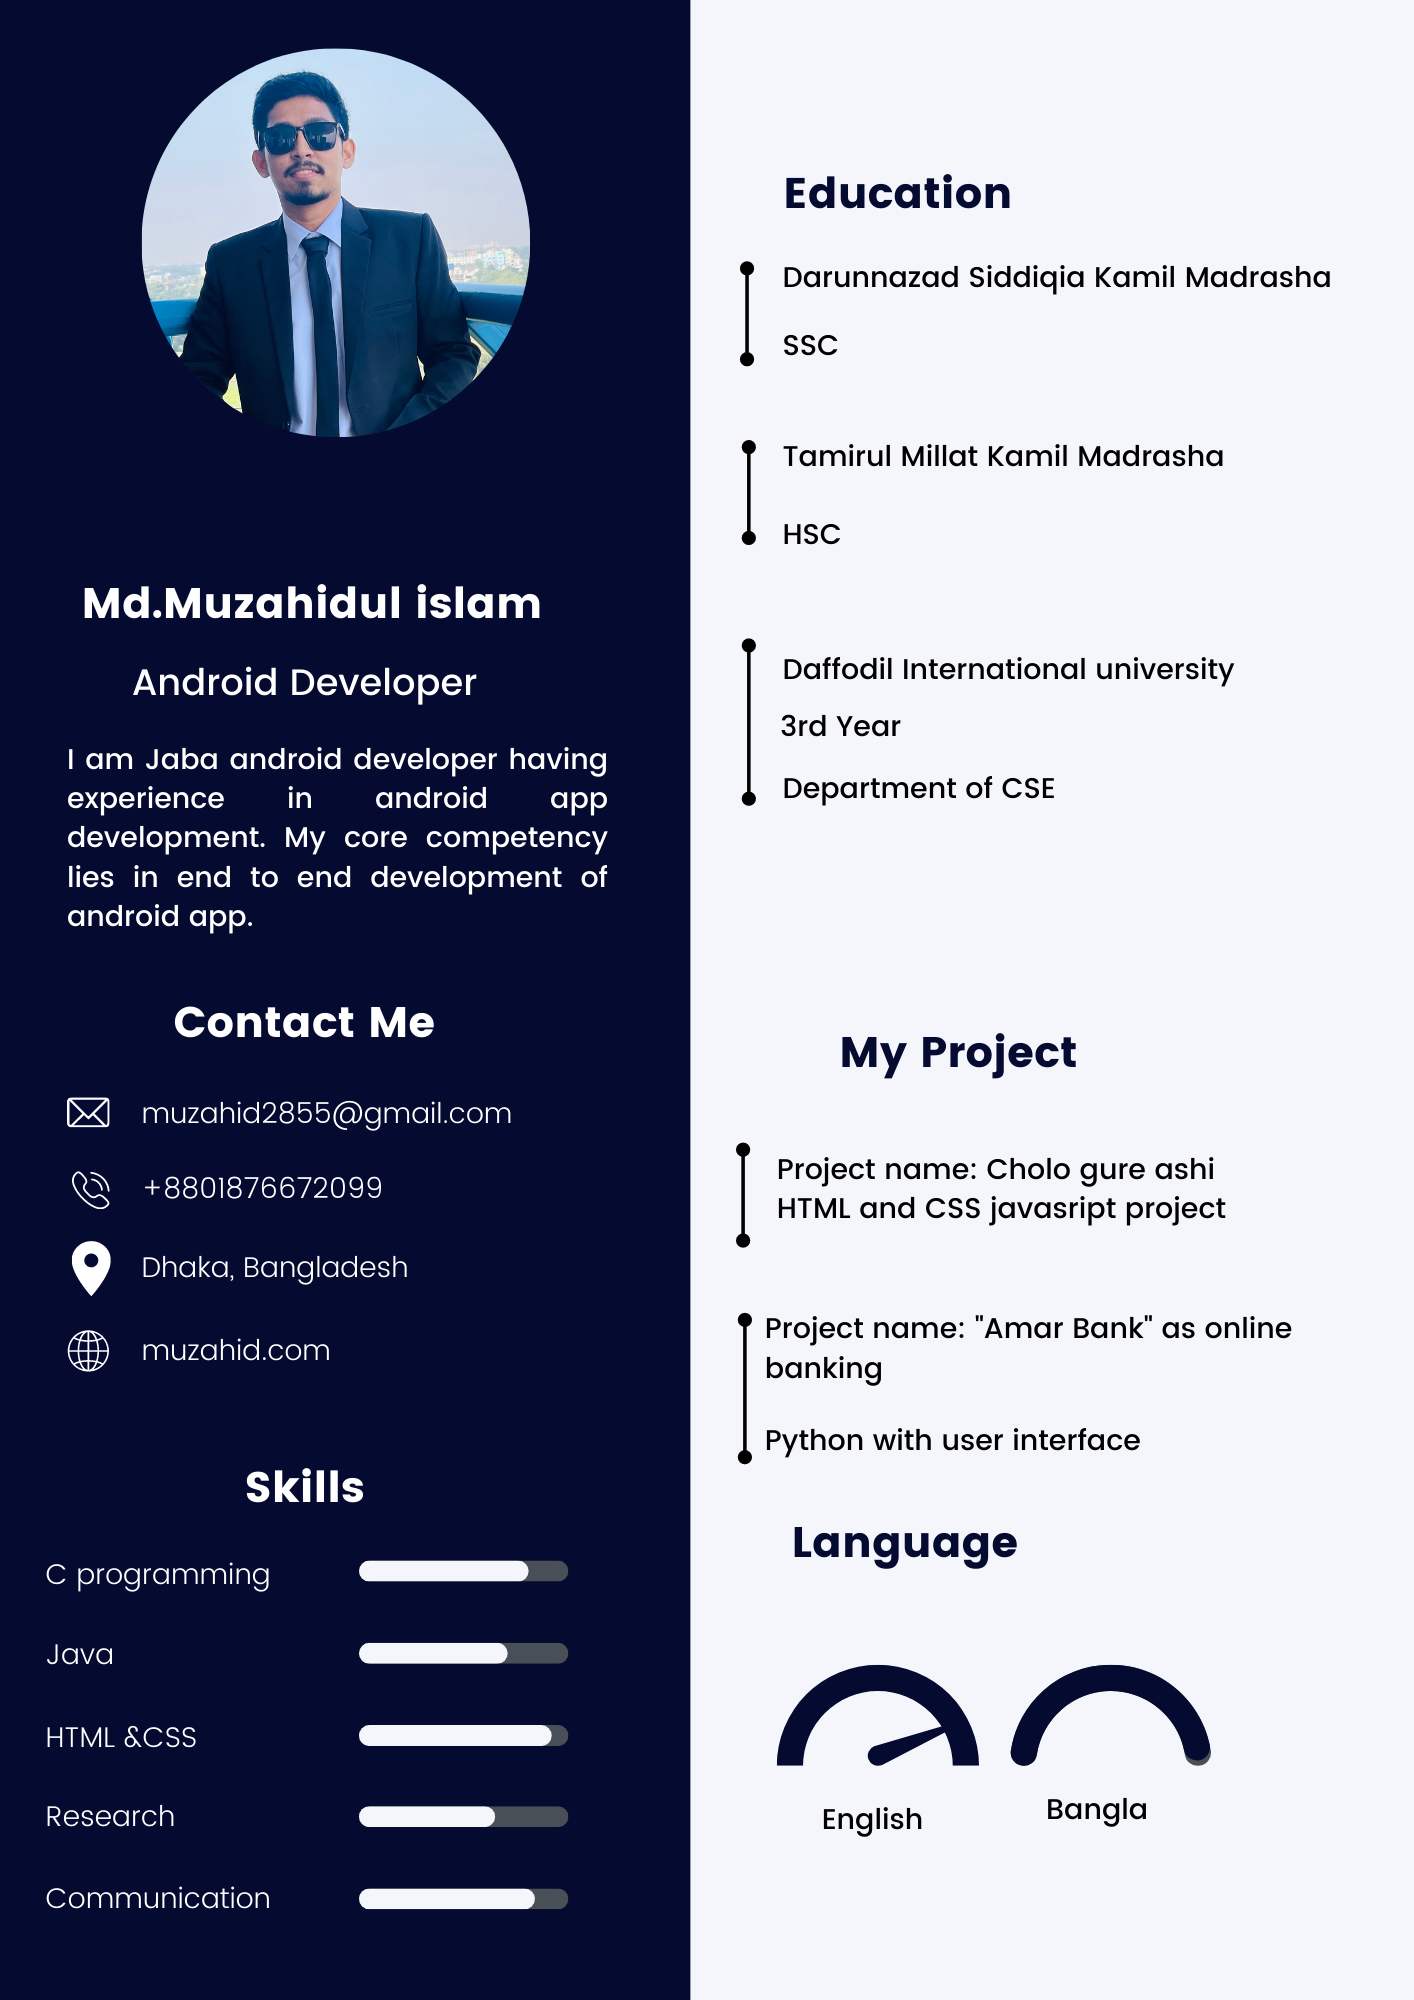 Md.Muzahidul islam
Android Developer
I am Jaba android developer having
experience in android app
development. My core competency
lies in end to end development of
android app.
Contact Me
muzahid2855@gmail.com
+8801876672099
Dhaka, Bangladesh
muzahid.com
Skills
C programming
Java
HTML &CSS
Research
Communication
Education
Darunnazad Siddiqia Kamil Madrasha
SSC
Tamirul Millat Kamil Madrasha
HSC
Daffodil International university
3rd Year
Department of CSE
My Project
Project name: Cholo gure ashi
HTML and CSS javasript project
Project name: "Amar Bank" as online
banking
Python with user interface
Language
English
Bangla